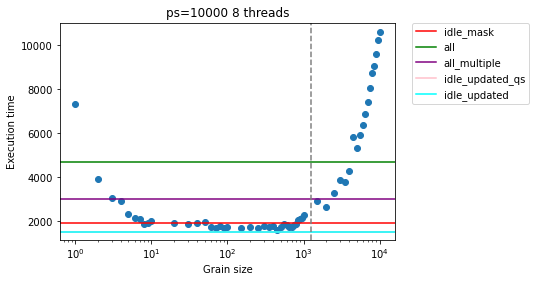 ps=10000 8 threads
idle_mask
all
all_multiple
idle_updated_qs
idle_updated
Execution time
10000
8000
6000
4000
2000
10⁰
10¹
10²
10³
10⁴
Grain size